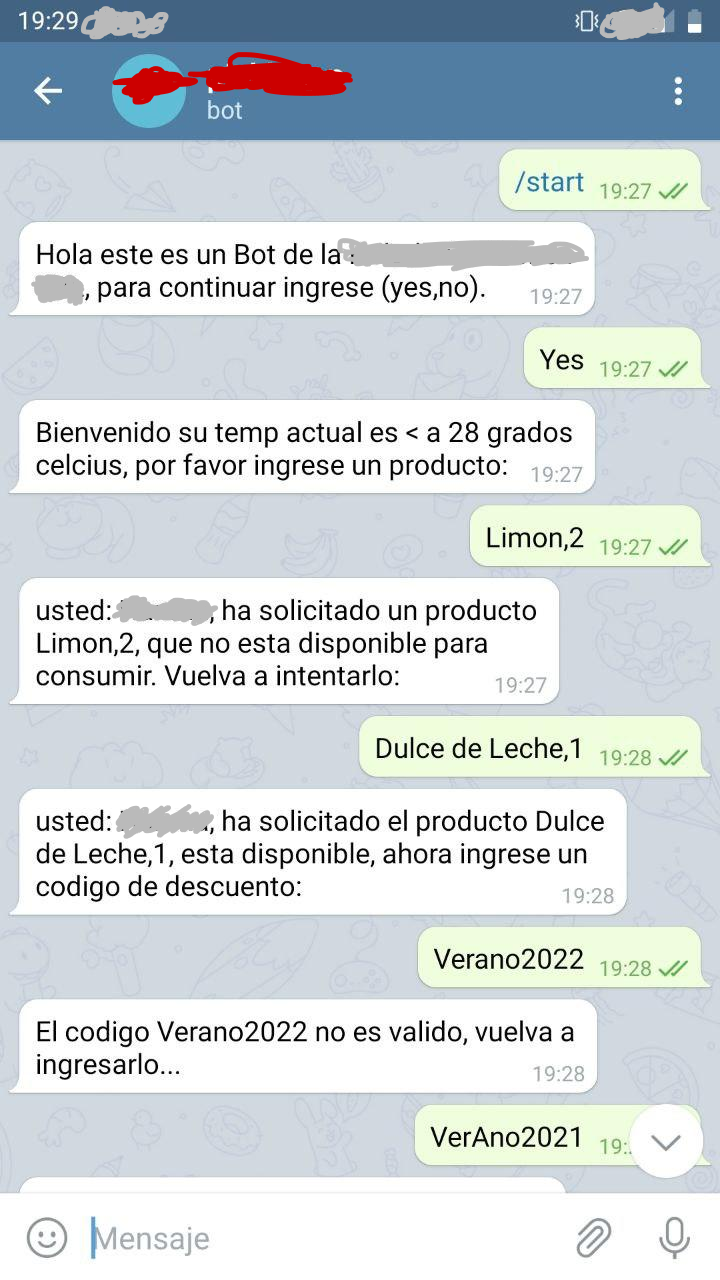 19:29
bot
/start 19:27
Hola este es un Bot de la
, para continuar ingrese (yes,no). 19:27
Yes 19:27
Bienvenido su temp actual es < a 28 grados
celcius, por favor ingrese un producto: 19:27
Limon,2 19:27
usted: , ha solicitado un producto
Limon,2, que no esta disponible para
consumir. Vuelva a intentarlo: 19:27
Dulce de Leche,1 19:28
usted: , ha solicitado el producto Dulce
de Leche,1, esta disponible, ahora ingrese un
codigo de descuento: 19:28
Verano2022 19:28
El codigo Verano2022 no es valido, vuelva a
ingresarlo... 19:28
VerAno2021 19:
Mensaje